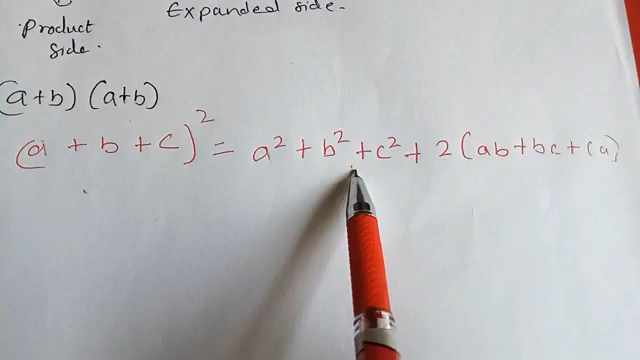 Product Expanded side.
Side.
(a+b) (a+b)
(a + b + c)² = a² + b² + c² + 2 (ab+bc+ca)